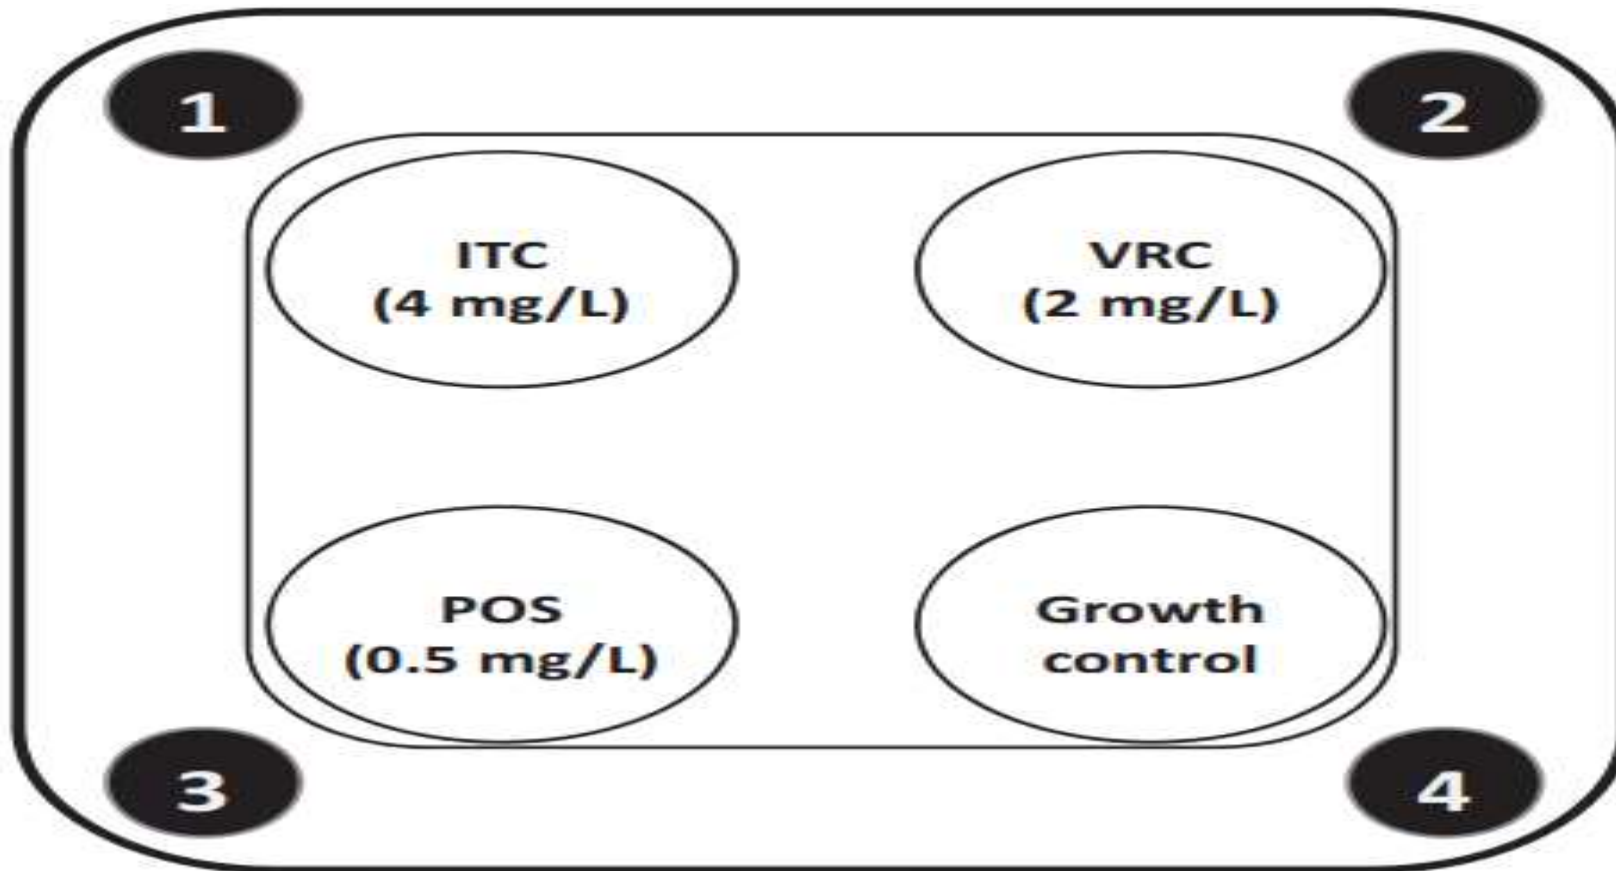 1
2
ITC
(4 mg/L)
VRC
(2 mg/L)
POS
(0.5 mg/L)
Growth
control
3
4